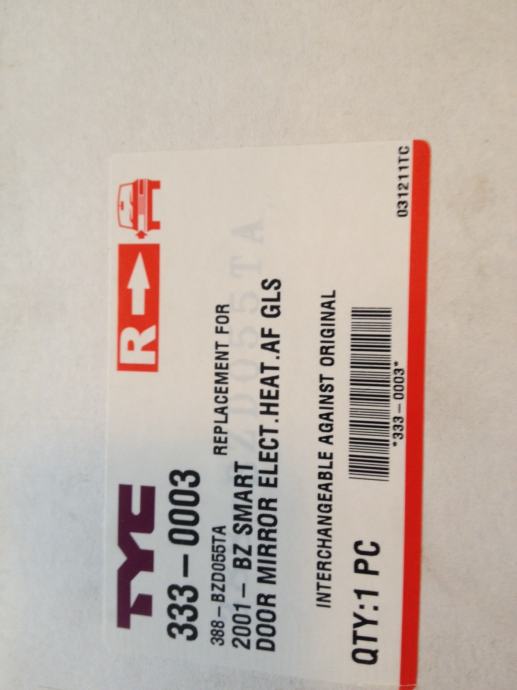 TYC
R
333-0003
388-BZD055TA REPLACEMENT FOR
2001- BZ SMART
DOOR MIRROR ELECT.HEAT.AF GLS
INTERCHANGEABLE AGAINST ORIGINAL
QTY:1 PC
*333-0003*
031211TC